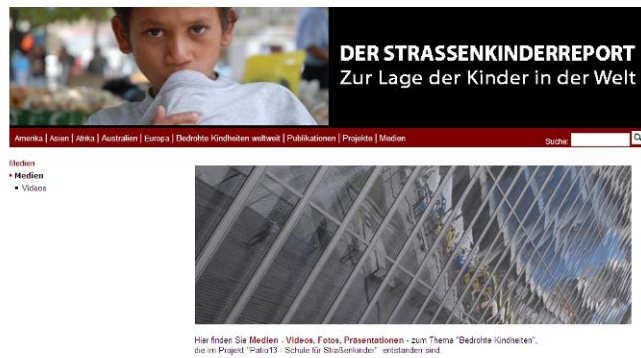 DER STRASSENKINDERREPORT
Zur Lage der Kinder in der Welt
Amerika | Asien | Afrika | Australien | Europa | Bedrohte Kindheiten weltweit | Publikationen | Projekte | Medien
Suche:
Medien
Medien
Videos
Hier finden Sie Medien - Videos, Fotos, Präsentationen - zum Thema "Bedrohte Kindheiten",
die im Projekt "Patio13 - Schule für Straßenkinder" entstanden sind.